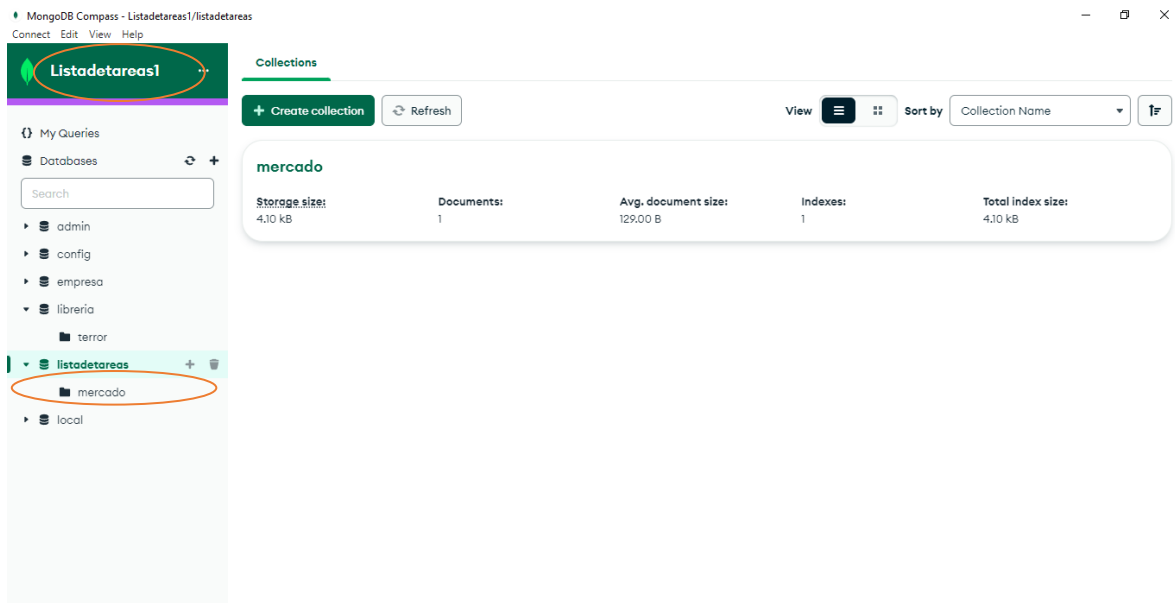 MongoDB Compass - Listadetareas1/listadetareas
Connect Edit View Help
Listadetareas1 ...
{} My Queries
Databases
Search
admin
config
empresa
libreria
terror
listadetareas
mercado
local
Collections
+ Create collection Refresh View Sort by Collection Name
mercado
Storage size: Documents: Avg. document size: Indexes: Total index size:
4.10 kB 1 129.00 B 1 4.10 kB